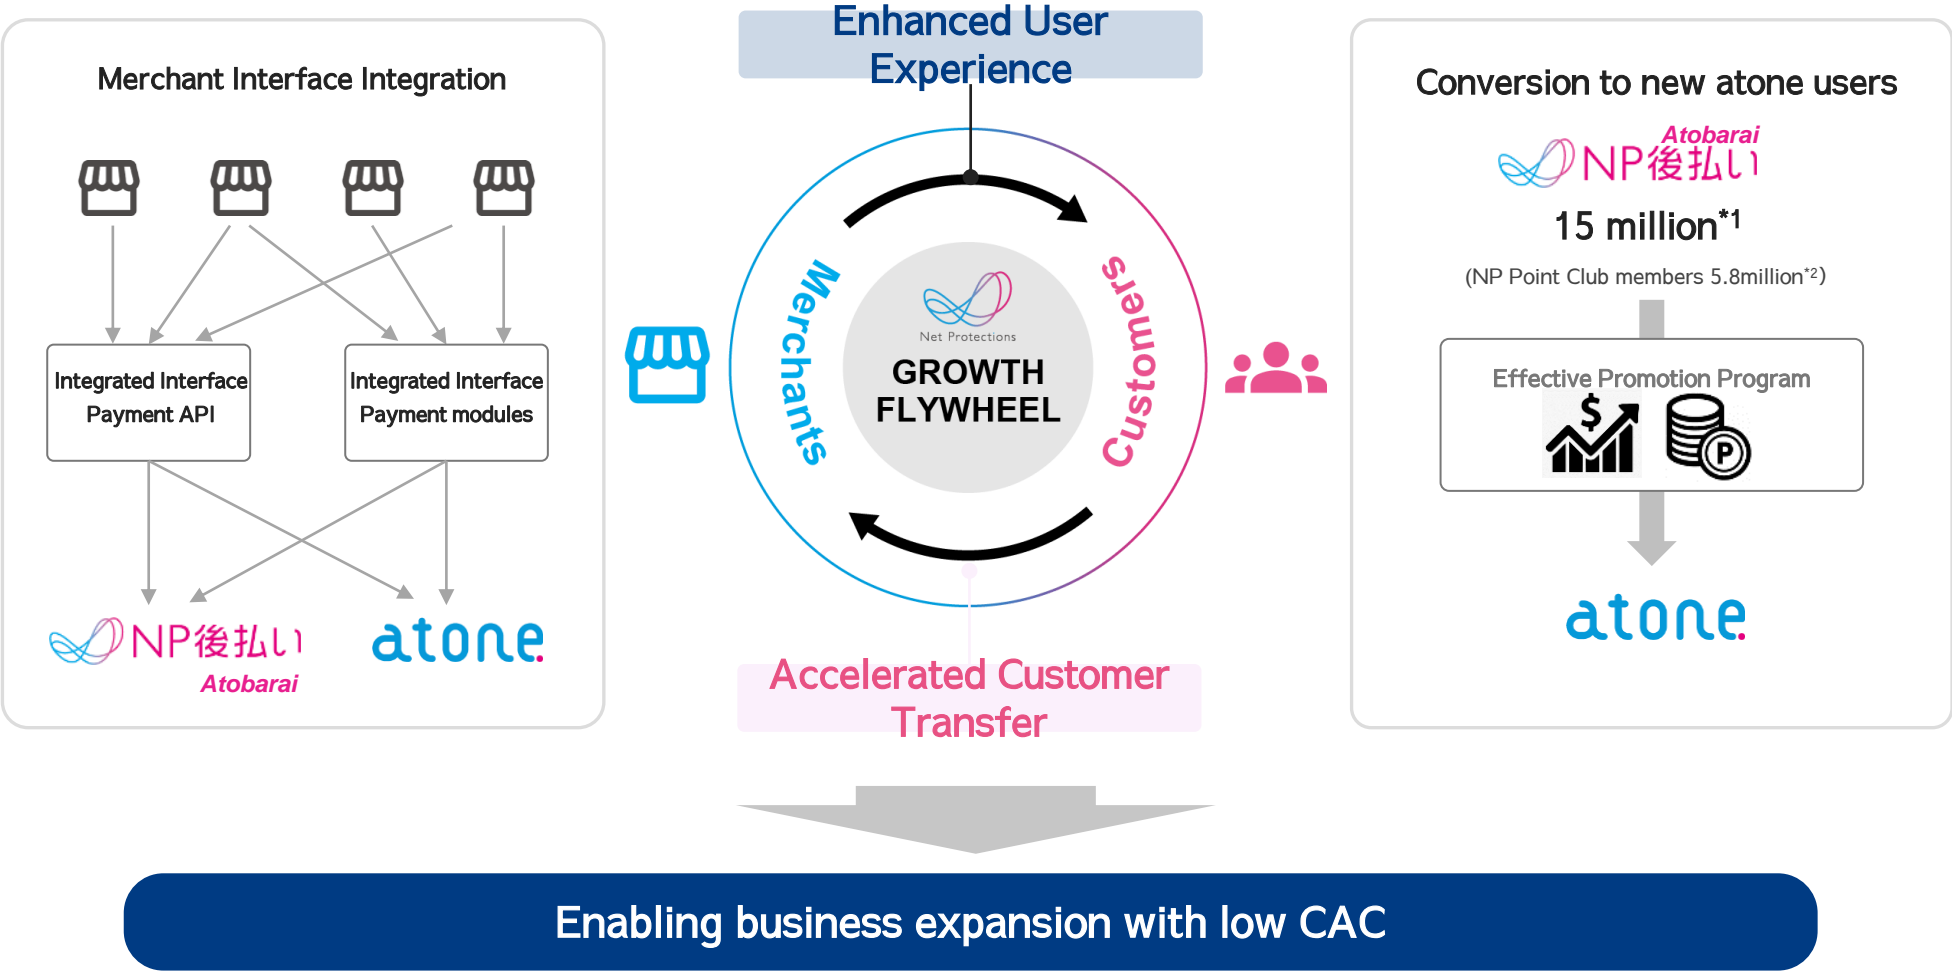 Merchant Interface Integration
Integrated Interface
Payment API
Integrated Interface
Payment modules
NP後払い
Atobarai
atone.
Enhanced User
Experience
Merchants
Customers
Net Protections
GROWTH
FLYWHEEL
Accelerated Customer
Transfer
Conversion to new atone users
Atobarai
NP後払い
15 million*1
(NP Point Club members 5.8million*2)
Effective Promotion Program
$
P
atone.
Enabling business expansion with low CAC